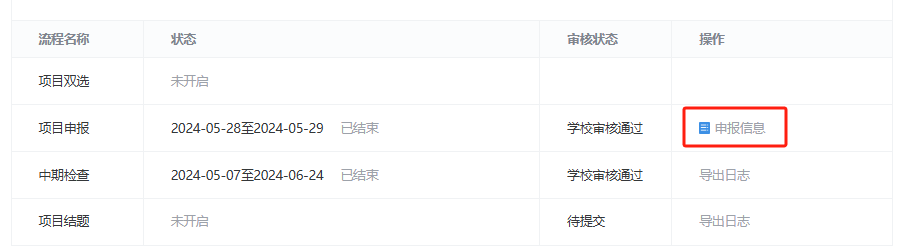 流程名称 状态 审核状态 操作
项目双选 未开启
项目申报 2024-05-28至2024-05-29 已结束 学校审核通过 申报信息
中期检查 2024-05-07至2024-06-24 已结束 学校审核通过 导出日志
项目结题 未开启 待提交 导出日志